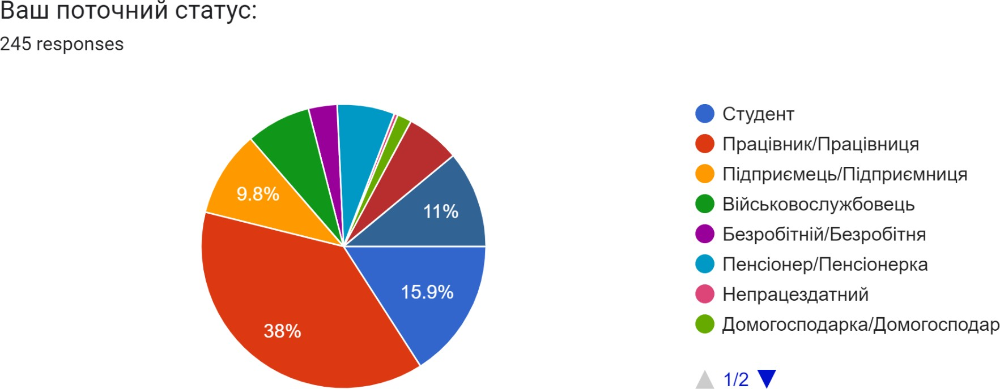 Ваш поточний статус:
245 responses
Студент
Працівник/Працівниця
Підприємець/Підприємниця
Військовослужбовець
Безробітній/Безробітня
Пенсіонер/Пенсіонерка
Непрацездатний
Домогосподарка/Домогосподар
1/2
9.8%
11%
15.9%
38%